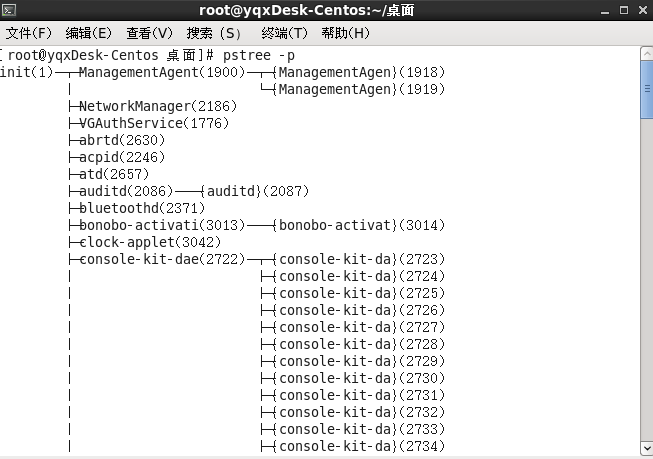 root@yqxDesk-Centos:~/桌面
文件(F) 编辑(E) 查看(V) 搜索 (S) 终端(T) 帮助(H)
[root@yqxDesk-Centos 桌面]# pstree -p
init(1)─┬─ManagementAgent(1900)─┬─{ManagementAgen}(1918)
│ └─{ManagementAgen}(1919)
├─NetworkManager(2186)
├─VGAuthService(1776)
├─abrtd(2630)
├─acpid(2246)
├─atd(2657)
├─auditd(2086)───{auditd}(2087)
├─bluetoothd(2371)
├─bonobo-activati(3013)───{bonobo-activat}(3014)
├─clock-applet(3042)
├─console-kit-dae(2722)─┬─{console-kit-da}(2723)
│ ├─{console-kit-da}(2724)
│ ├─{console-kit-da}(2725)
│ ├─{console-kit-da}(2726)
│ ├─{console-kit-da}(2727)
│ ├─{console-kit-da}(2728)
│ ├─{console-kit-da}(2729)
│ ├─{console-kit-da}(2730)
│ ├─{console-kit-da}(2731)
│ ├─{console-kit-da}(2732)
│ ├─{console-kit-da}(2733)
│ ├─{console-kit-da}(2734)